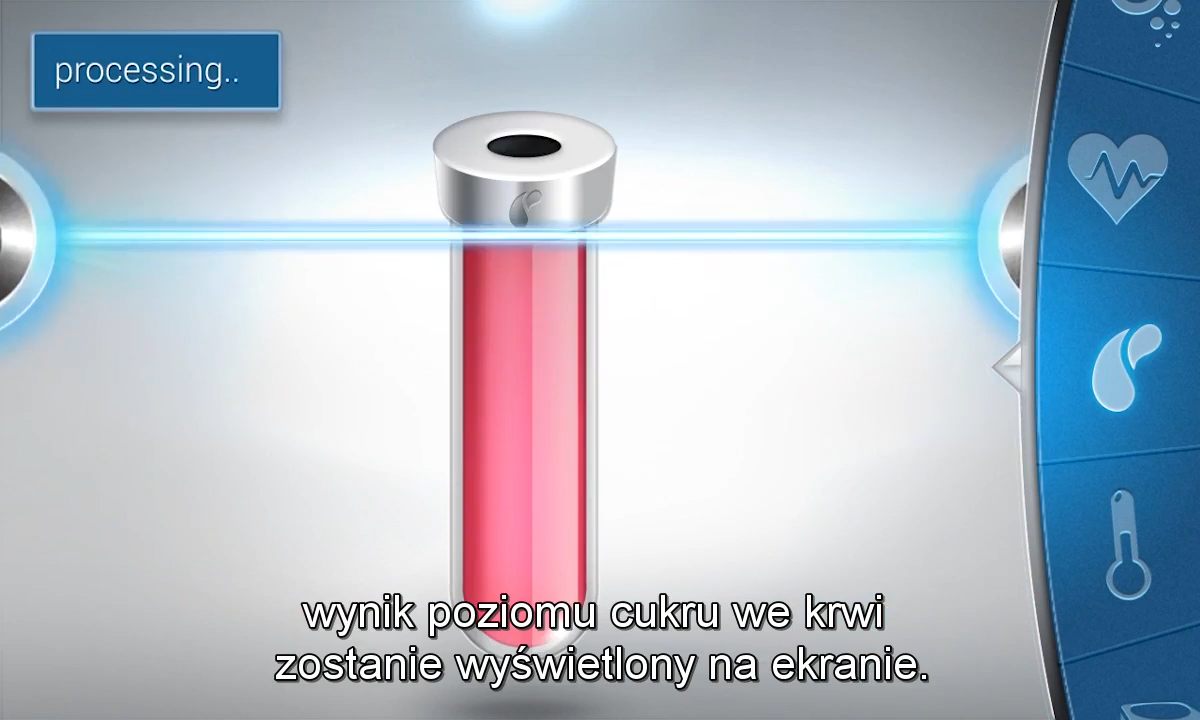 processing..
wynik poziomu cukru we krwi
zostanie wyświetlony na ekranie.